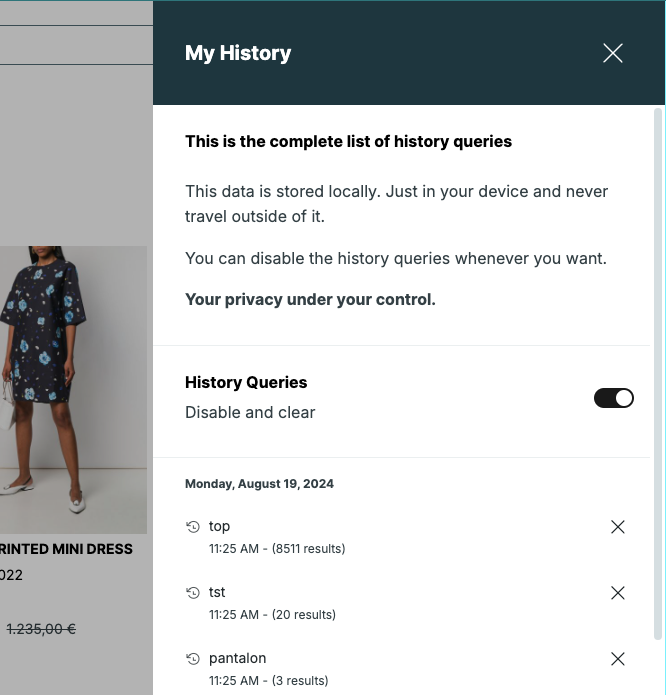 My History
This is the complete list of history queries
This data is stored locally. Just in your device and never
travel outside of it.
You can disable the history queries whenever you want.
Your privacy under your control.
History Queries
Disable and clear
Monday, August 19, 2024
top
11:25 AM - (8511 results)
tst
11:25 AM - (20 results)
pantalon
11:25 AM - (3 results)
RINTED MINI DRESS
022
1.235,00 €